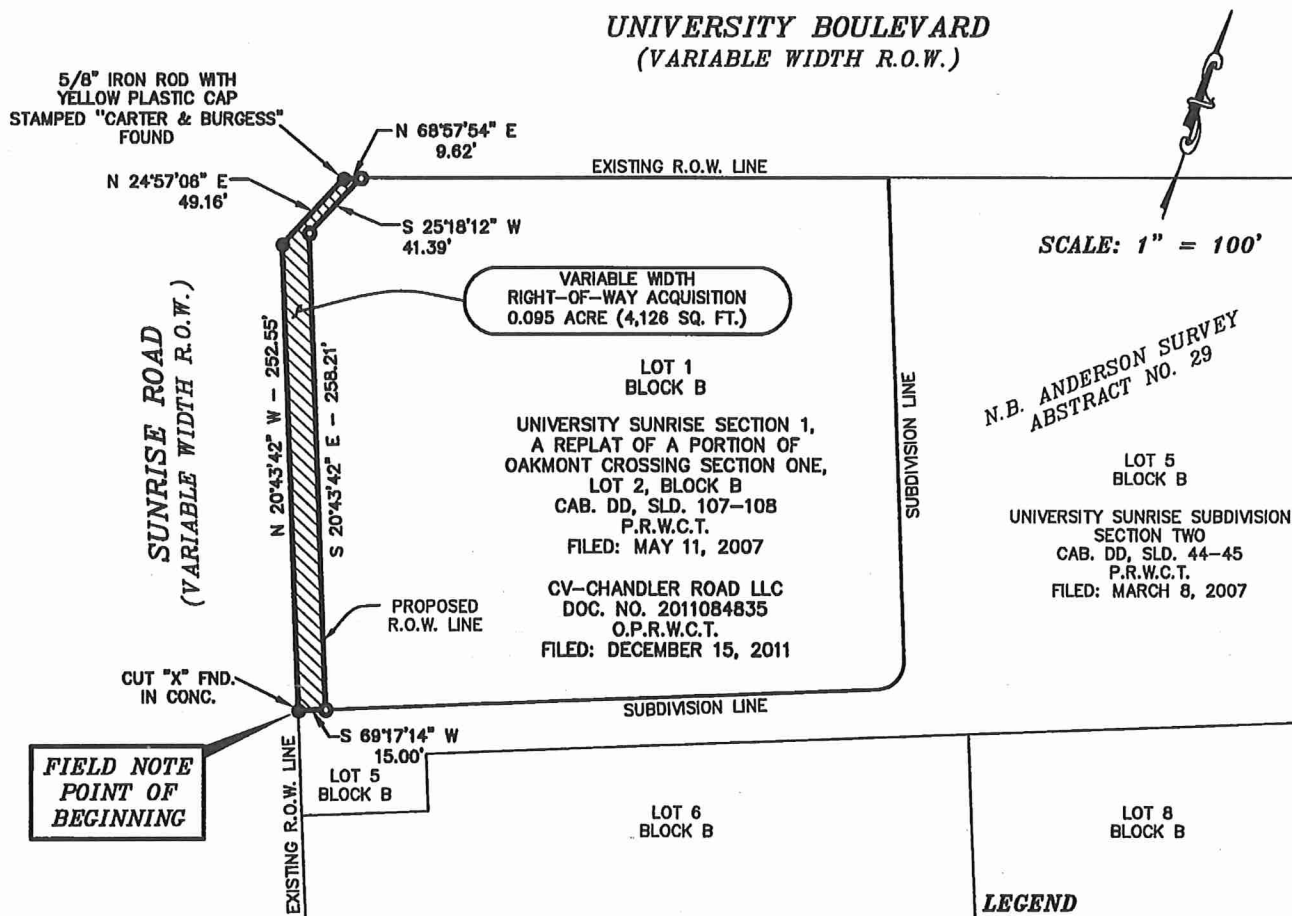 UNIVERSITY BOULEVARD
(VARIABLE WIDTH R.O.W.)
5/8" IRON ROD WITH
YELLOW PLASTIC CAP
STAMPED "CARTER & BURGESS"
FOUND
N 68°57'54" E
9.62'
EXISTING R.O.W. LINE
N 24°57'06" E
49.16'
S 25°18'12" W
41.39'
SCALE: 1" = 100'
VARIABLE WIDTH
RIGHT-OF-WAY ACQUISITION
0.095 ACRE (4,126 SQ. FT.)
SUNRISE ROAD
(VARIABLE WIDTH R.O.W.)
N 20°43'42" W - 252.55'
S 20°43'42" E - 258.21'
LOT 1
BLOCK B
UNIVERSITY SUNRISE SECTION 1,
A REPLAT OF A PORTION OF
OAKMONT CROSSING SECTION ONE,
LOT 2, BLOCK B
CAB. DD, SLD. 107-108
P.R.W.C.T.
FILED: MAY 11, 2007
CV-CHANDLER ROAD LLC
DOC. NO. 2011084835
O.P.R.W.C.T.
FILED: DECEMBER 15, 2011
SUBDIVISION LINE
N.B. ANDERSON SURVEY
ABSTRACT NO. 29
LOT 5
BLOCK B
UNIVERSITY SUNRISE SUBDIVISION
SECTION TWO
CAB. DD, SLD. 44-45
P.R.W.C.T.
FILED: MARCH 8, 2007
PROPOSED
R.O.W. LINE
CUT "X" FND.
IN CONC.
SUBDIVISION LINE
S 69°17'14" W
15.00'
FIELD NOTE
POINT OF
BEGINNING
EXISTING R.O.W. LINE
LOT 5
BLOCK B
LOT 6
BLOCK B
LOT 8
BLOCK B
LEGEND